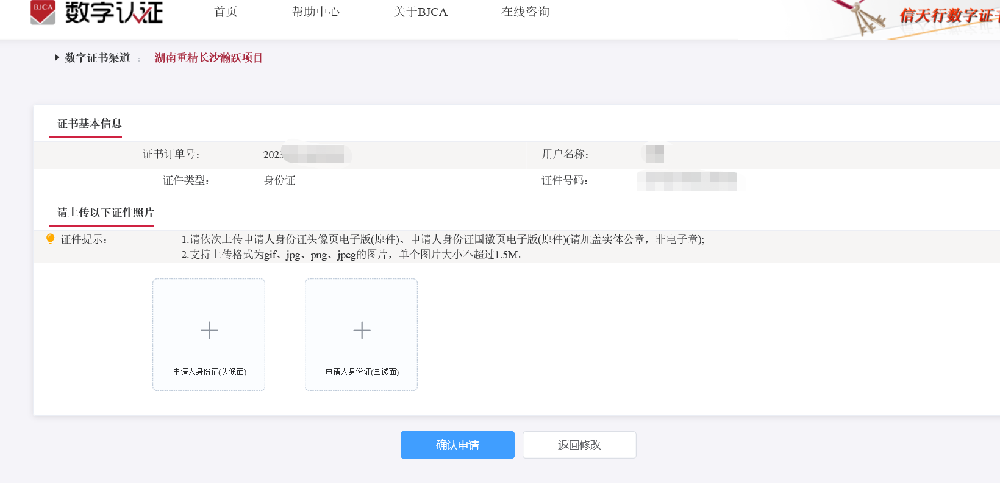 BJCA 数字认证 首页 帮助中心 关于BJCA 在线咨询 信天行数字证
数字证书渠道 : 湖南重精长沙瀚跃项目
证书基本信息
证书订单号: 202 用户名称:
证件类型: 身份证 证件号码:
请上传以下证件照片
证件提示: 1.请依次上传申请人身份证头像页电子版(原件)、申请人身份证国徽页电子版(原件)(请加盖实体公章，非电子章);
2.支持上传格式为gif、jpg、png、jpeg的图片，单个图片大小不超过1.5M。
申请人身份证(头像面) 申请人身份证(国徽面)
确认申请 返回修改